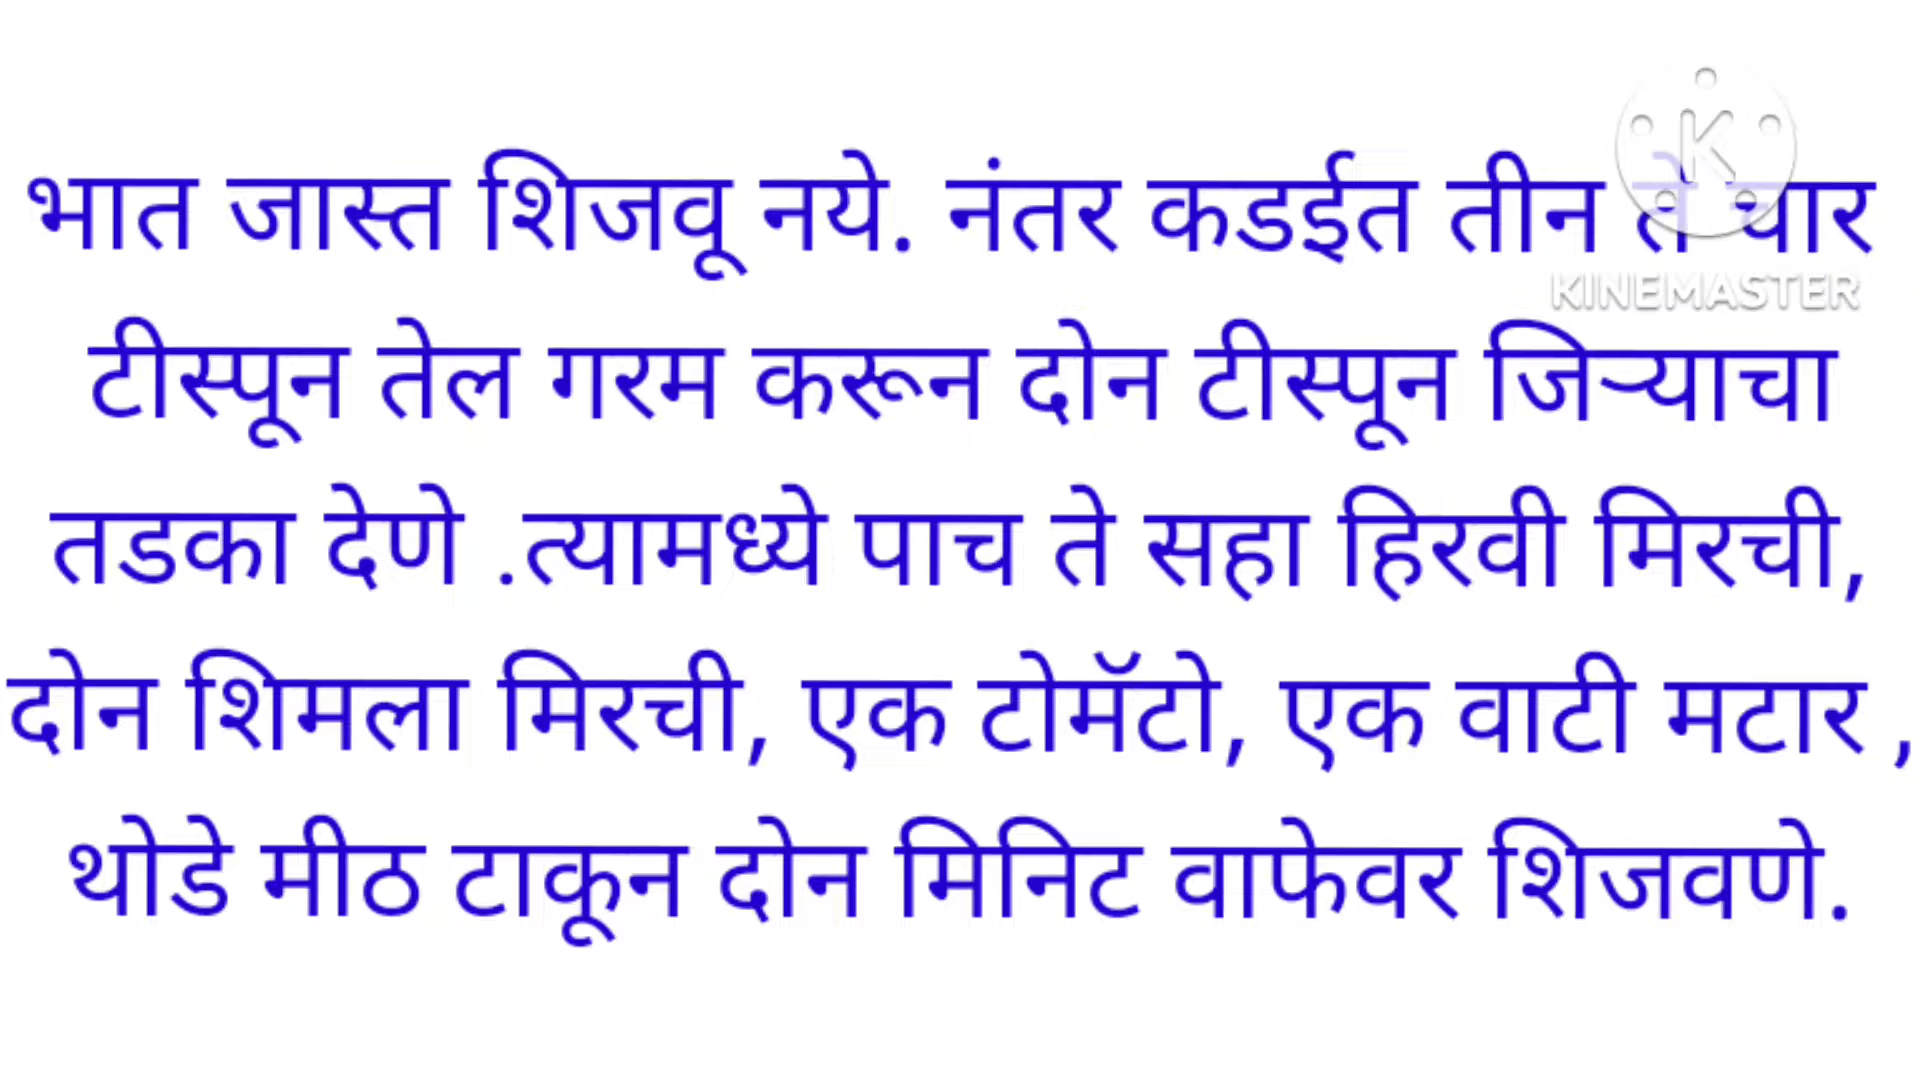 भात जास्त शिजवू नये. नंतर कडईत तीन ते चार
KINEMASTER
टीस्पून तेल गरम करून दोन टीस्पून जिऱ्याचा
तडका देणे .त्यामध्ये पाच ते सहा हिरवी मिरची,
दोन शिमला मिरची, एक टोमॅटो, एक वाटी मटार ,
थोडे मीठ टाकून दोन मिनिट वाफेवर शिजवणे.